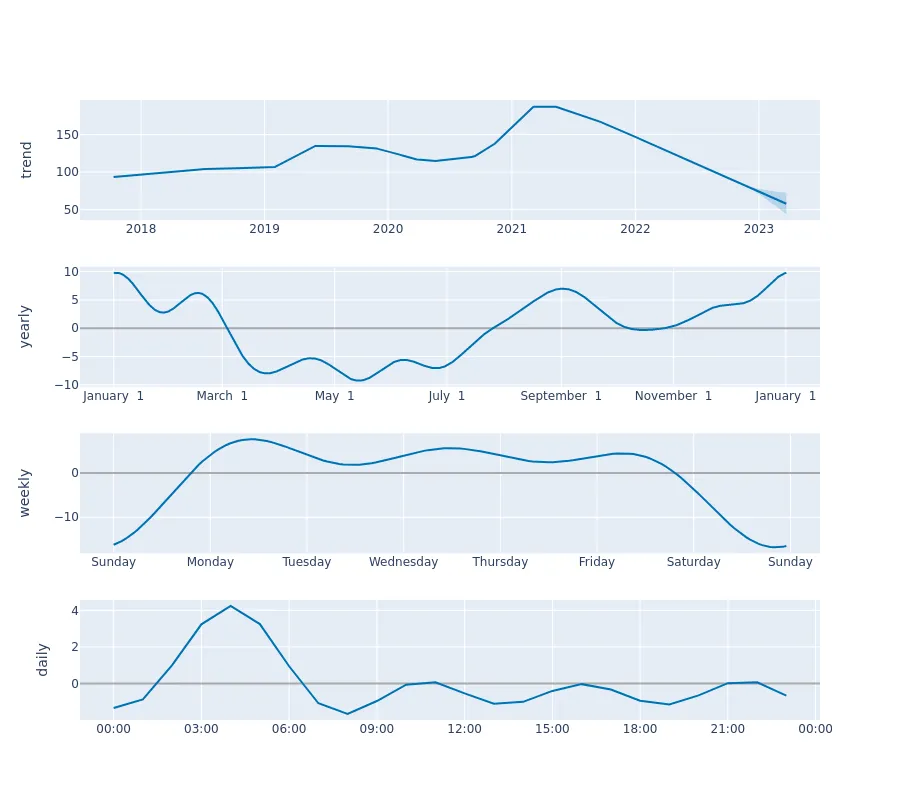 trend
150
100
50
2018 2019 2020 2021 2022 2023
yearly
10
5
0
−5
−10
January 1 March 1 May 1 July 1 September 1 November 1 January 1
weekly
0
−10
Sunday Monday Tuesday Wednesday Thursday Friday Saturday Sunday
daily
4
2
0
00:00 03:00 06:00 09:00 12:00 15:00 18:00 21:00 00:00